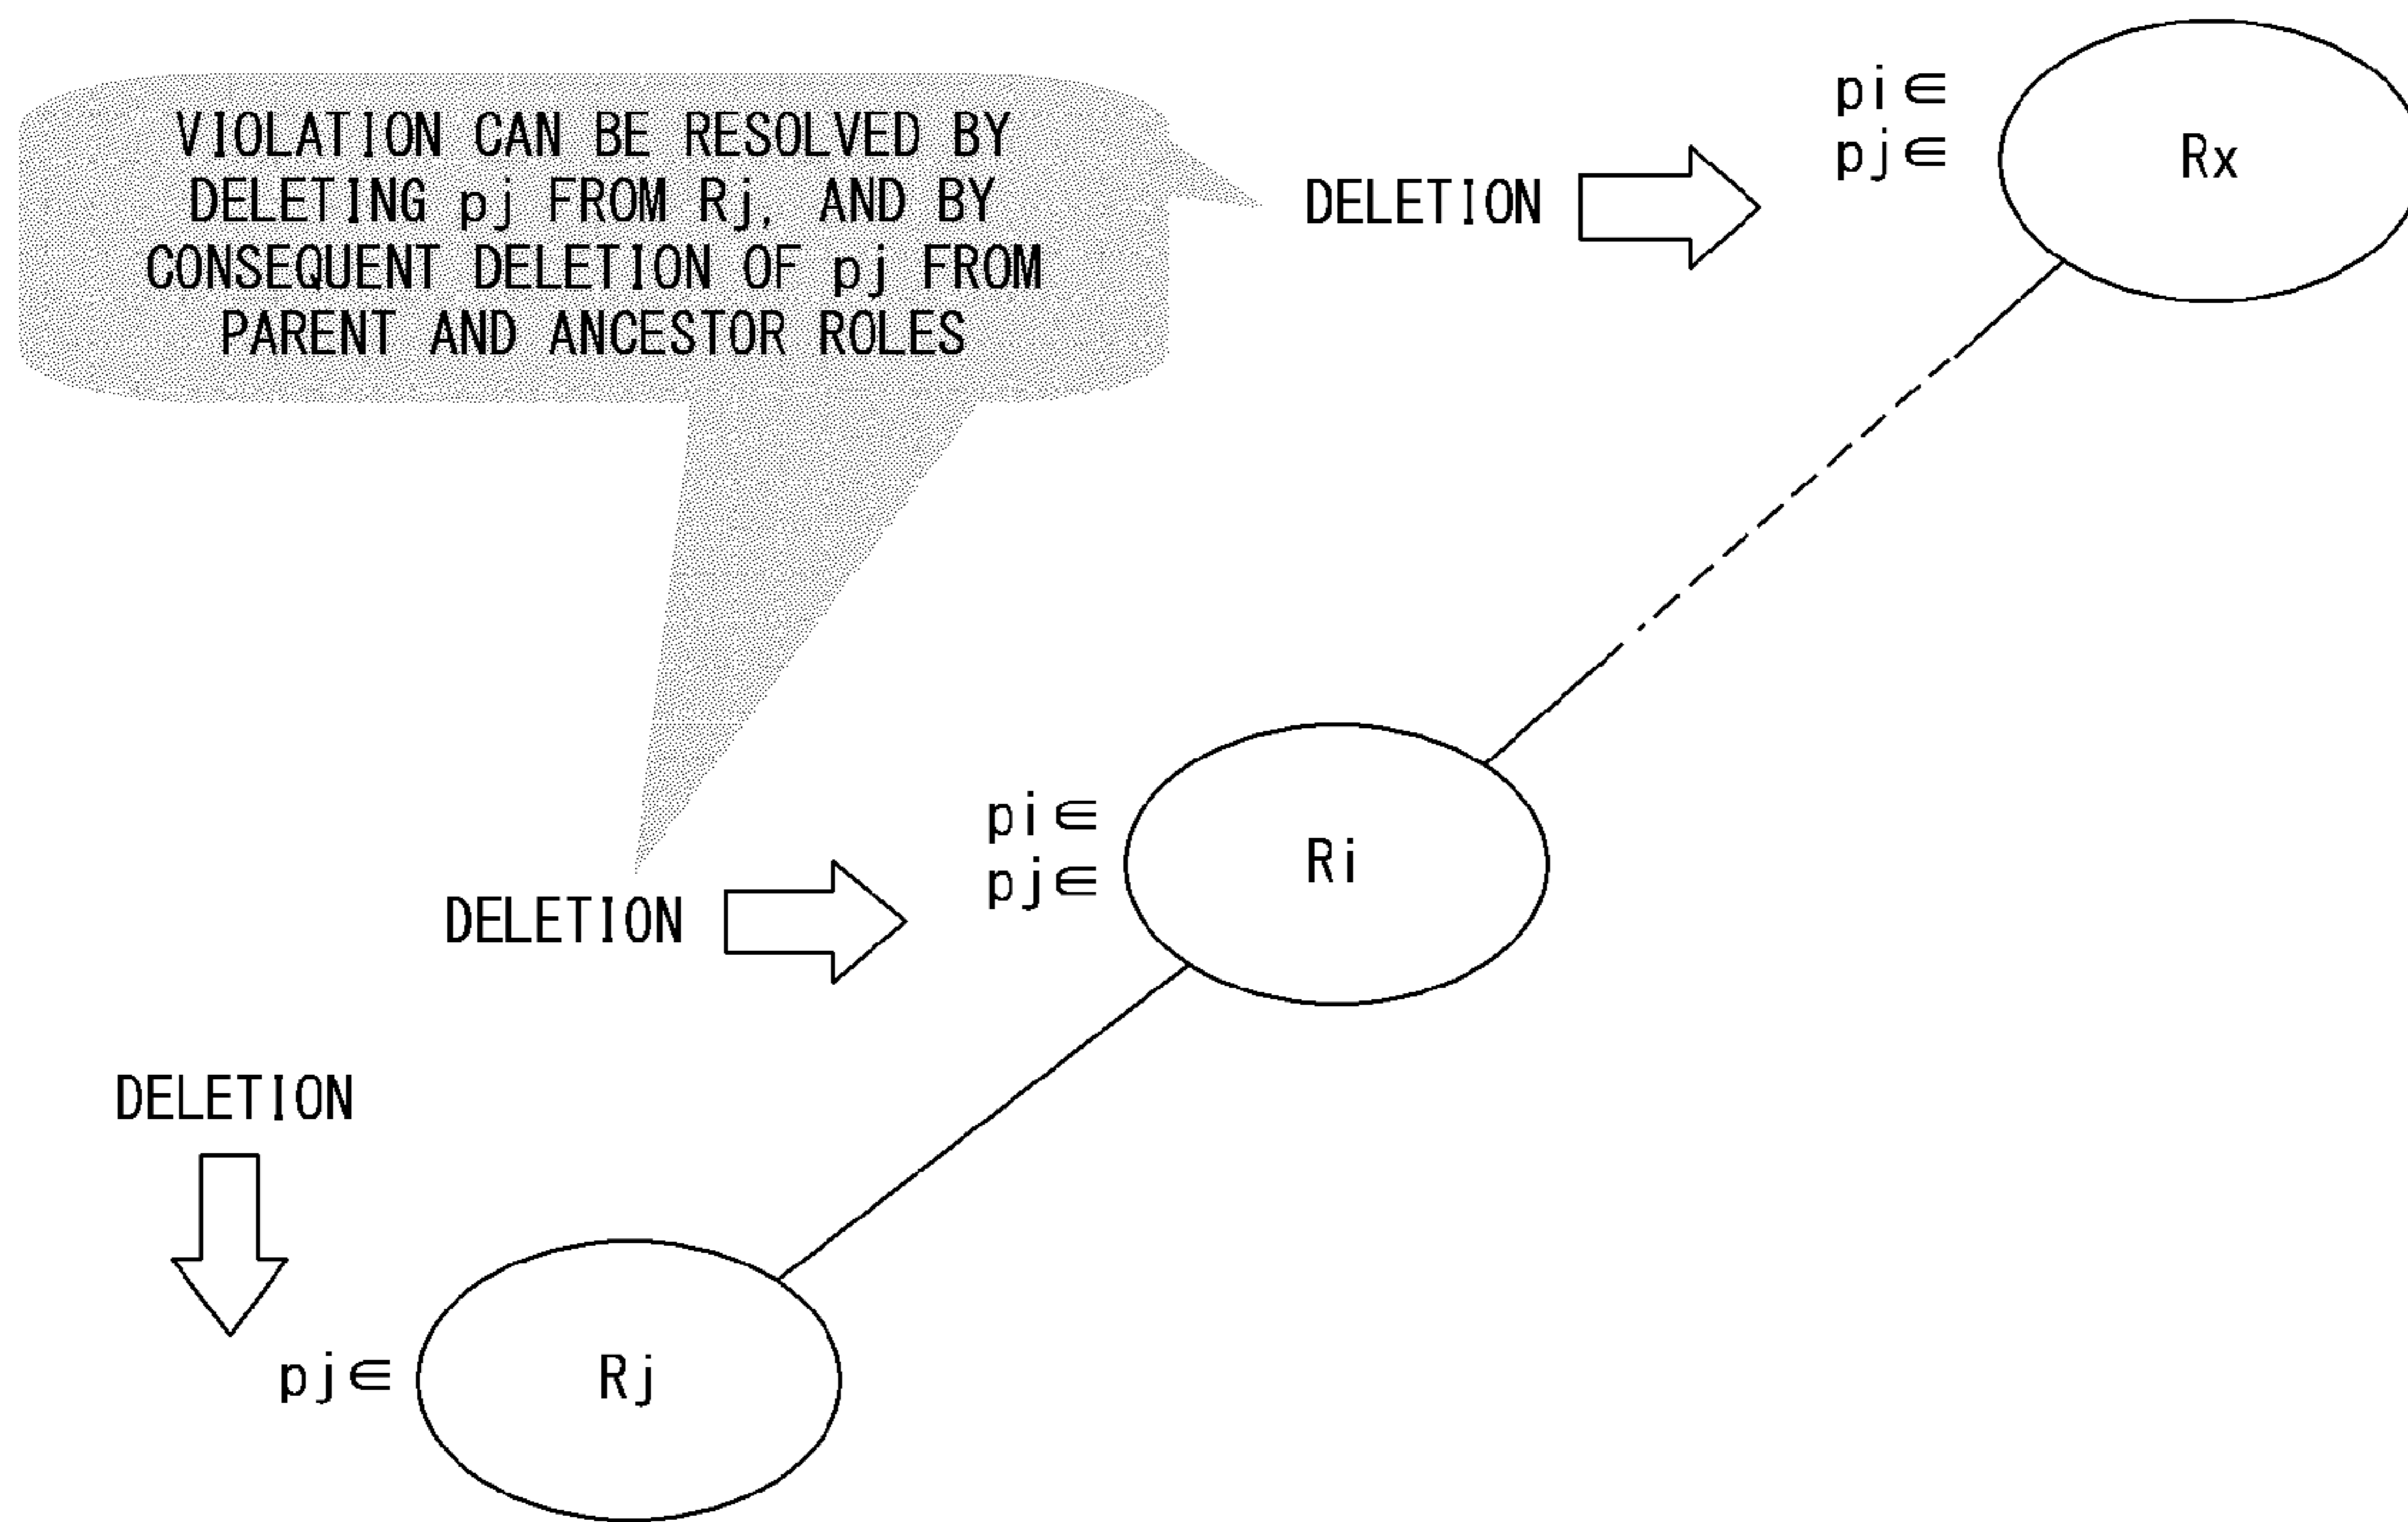 VIOLATION CAN BE RESOLVED BY
DELETING pj FROM Rj, AND BY
CONSEQUENT DELETION OF pj FROM
PARENT AND ANCESTOR ROLES
DELETION
pi∈
pj∈
Rx
DELETION
pi∈
pj∈
Ri
DELETION
pj∈
Rj